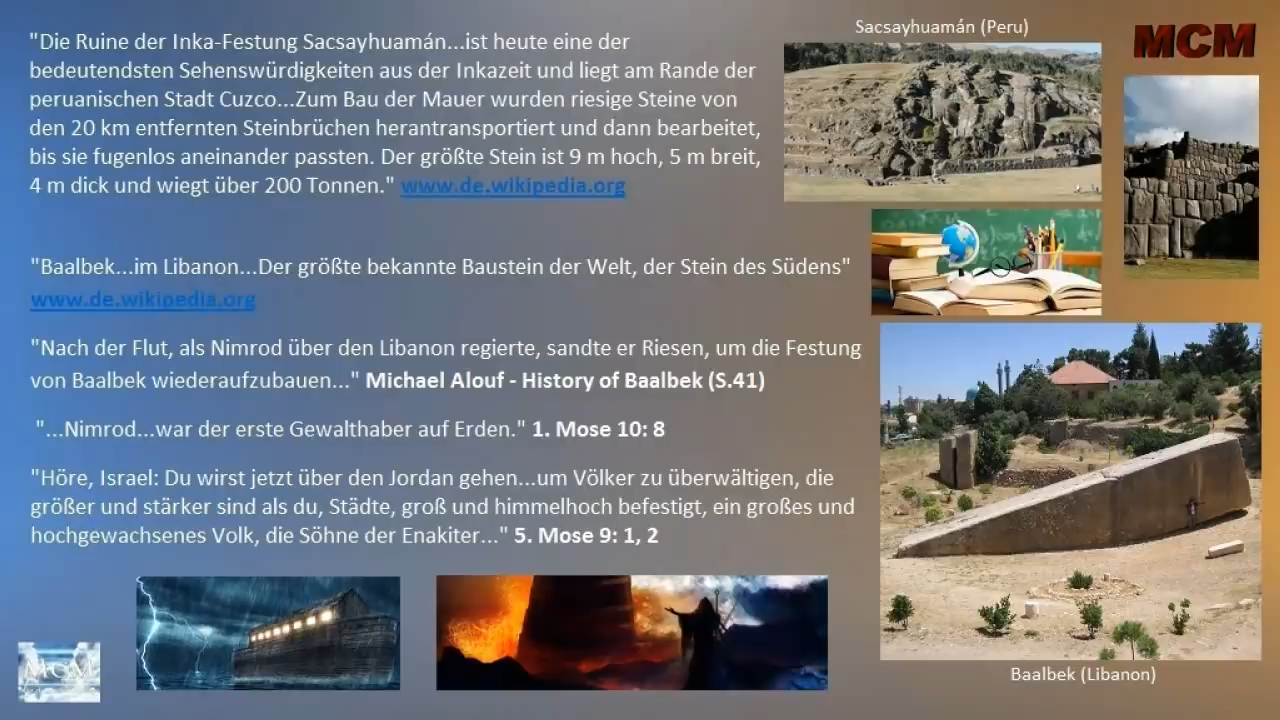 Sacsayhuamán (Peru)
MCM
"Die Ruine der Inka-Festung Sacsayhuamán...ist heute eine der
bedeutendsten Sehenswürdigkeiten aus der Inkazeit und liegt am Rande der
peruanischen Stadt Cuzco...Zum Bau der Mauer wurden riesige Steine von
den 20 km entfernten Steinbrüchen herantransportiert und dann bearbeitet,
bis sie fugenlos aneinander passten. Der größte Stein ist 9 m hoch, 5 m breit,
4 m dick und wiegt über 200 Tonnen." www.de.wikipedia.org
"Baalbek...im Libanon...Der größte bekannte Baustein der Welt, der Stein des Südens"
www.de.wikipedia.org
"Nach der Flut, als Nimrod über den Libanon regierte, sandte er Riesen, um die Festung
von Baalbek wiederaufzubauen..." Michael Alouf - History of Baalbek (S.41)
"...Nimrod...war der erste Gewalthaber auf Erden." 1. Mose 10: 8
"Höre, Israel: Du wirst jetzt über den Jordan gehen...um Völker zu überwältigen, die
größer und stärker sind als du, Städte, groß und himmelhoch befestigt, ein großes und
hochgewachsenes Volk, die Söhne der Enakiter..." 5. Mose 9: 1, 2
MCM
Baalbek (Libanon)